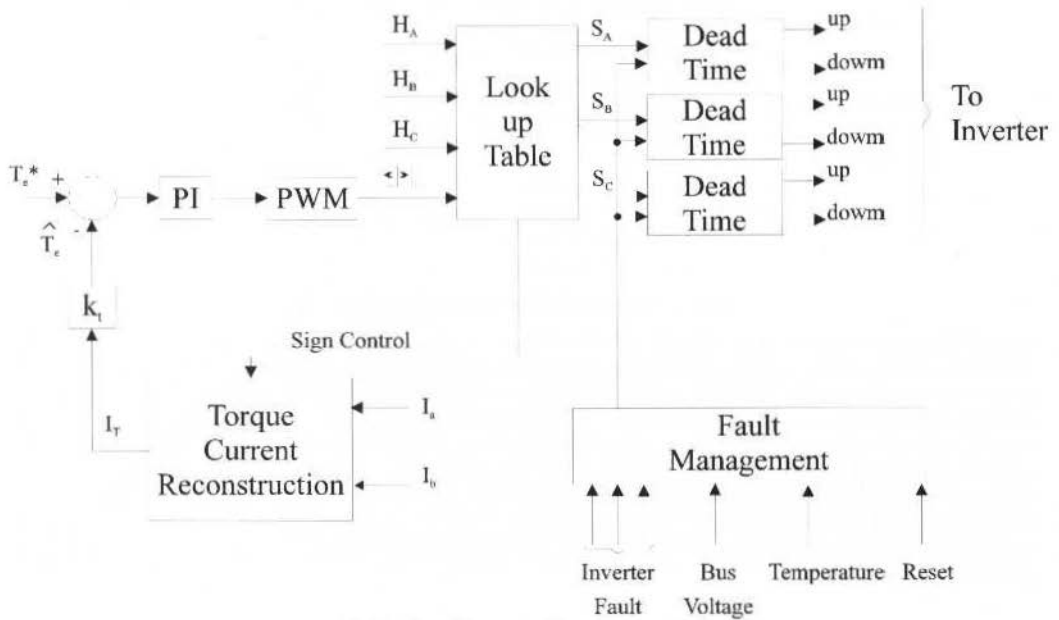 H_A
H_B
H_C
Look
up
Table
S_A
S_B
S_C
Dead
Time
up
dowm
Dead
Time
up
dowm
Dead
Time
up
dowm
To
Inverter
T_e* +
T̂_e -
PI
PWM
k_t
I_T
Sign Control
Torque
Current
Reconstruction
I_a
I_b
Fault
Management
Inverter
Fault
Bus
Voltage
Temperature
Reset